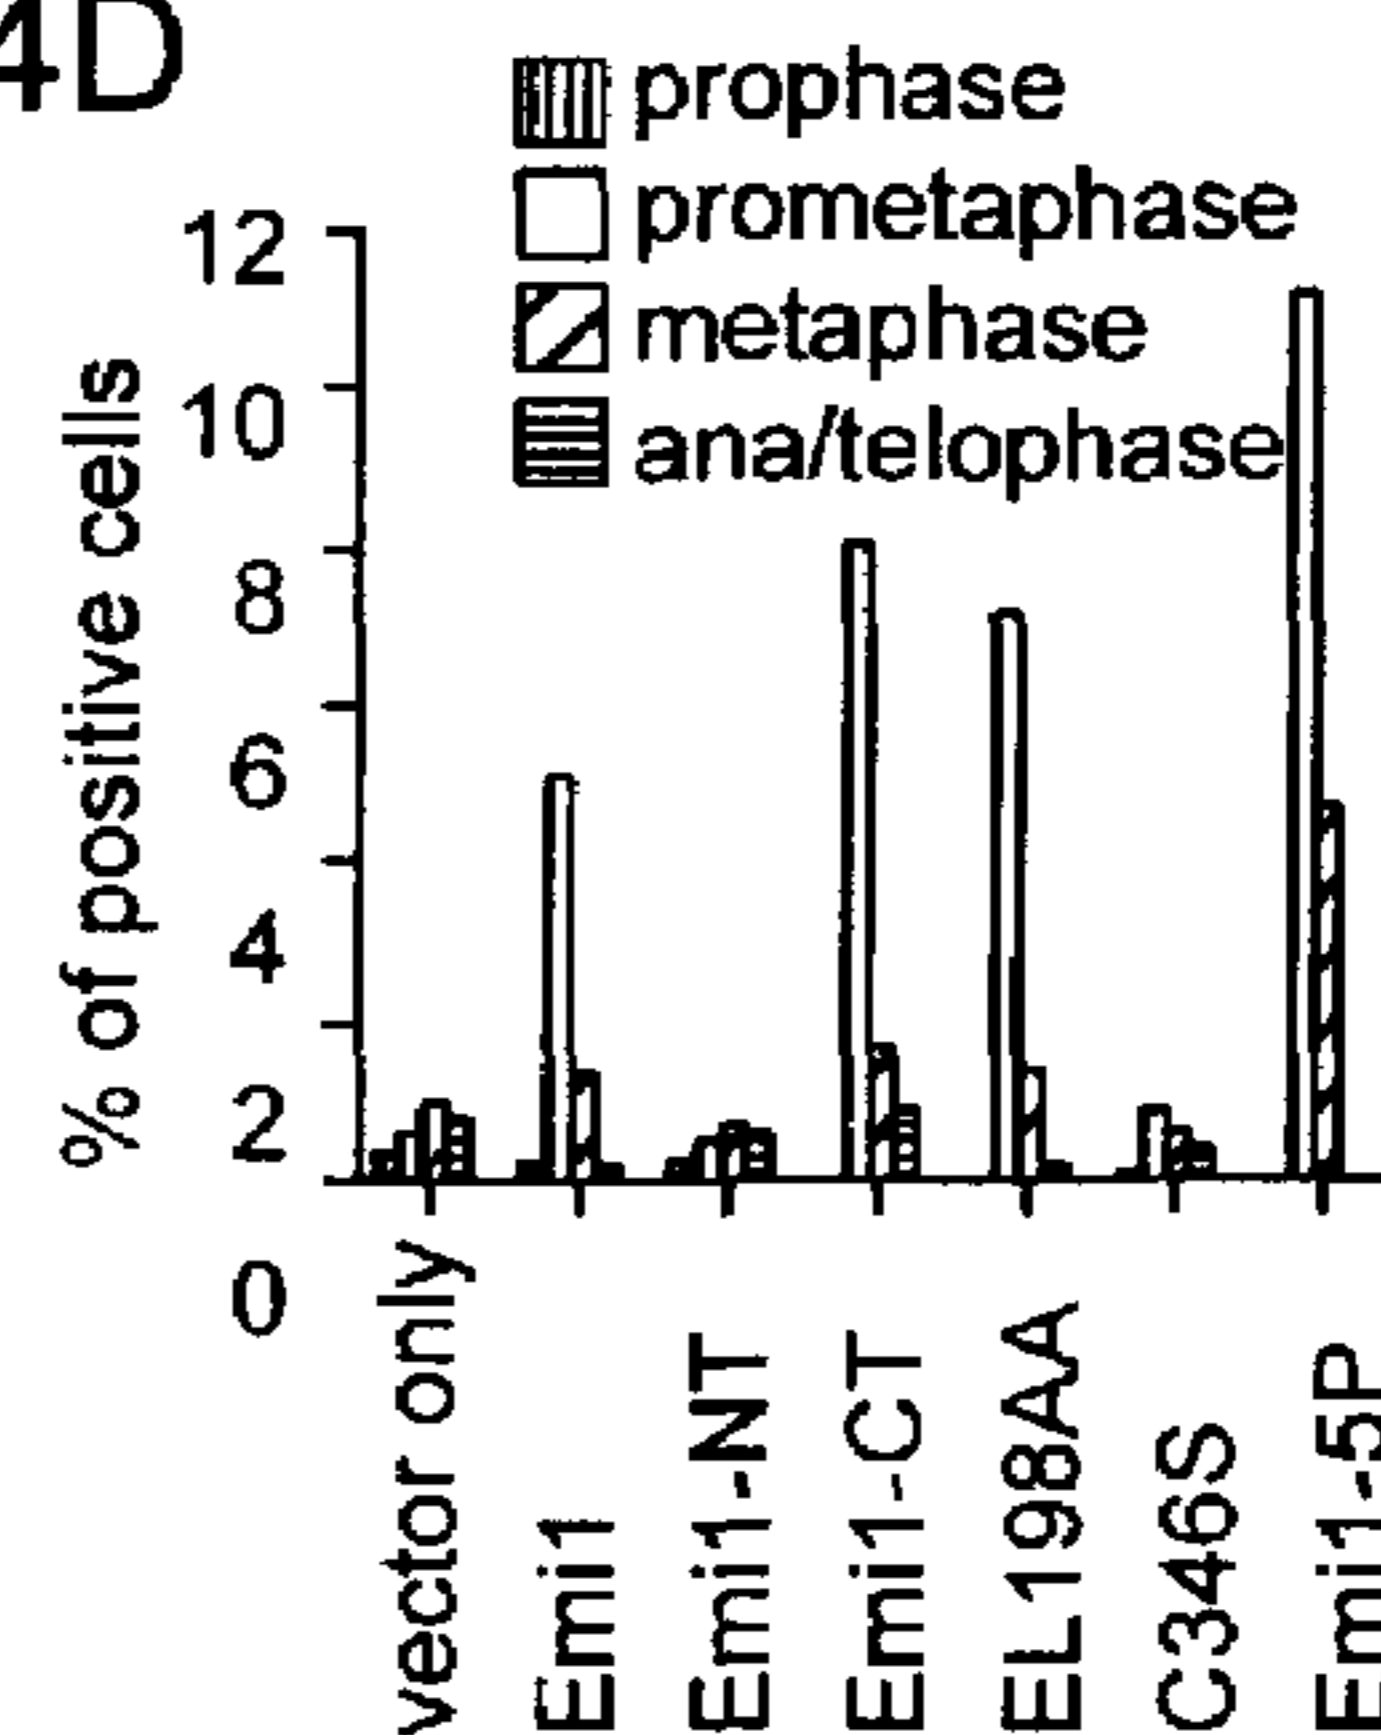 4D
prophase
prometaphase
metaphase
ana/telophase
% of positive cells
12
10
8
6
4
2
0
vector only
Emi1
Emi1-NT
Emi1-CT
EL198AA
C346S
Emi1-5P